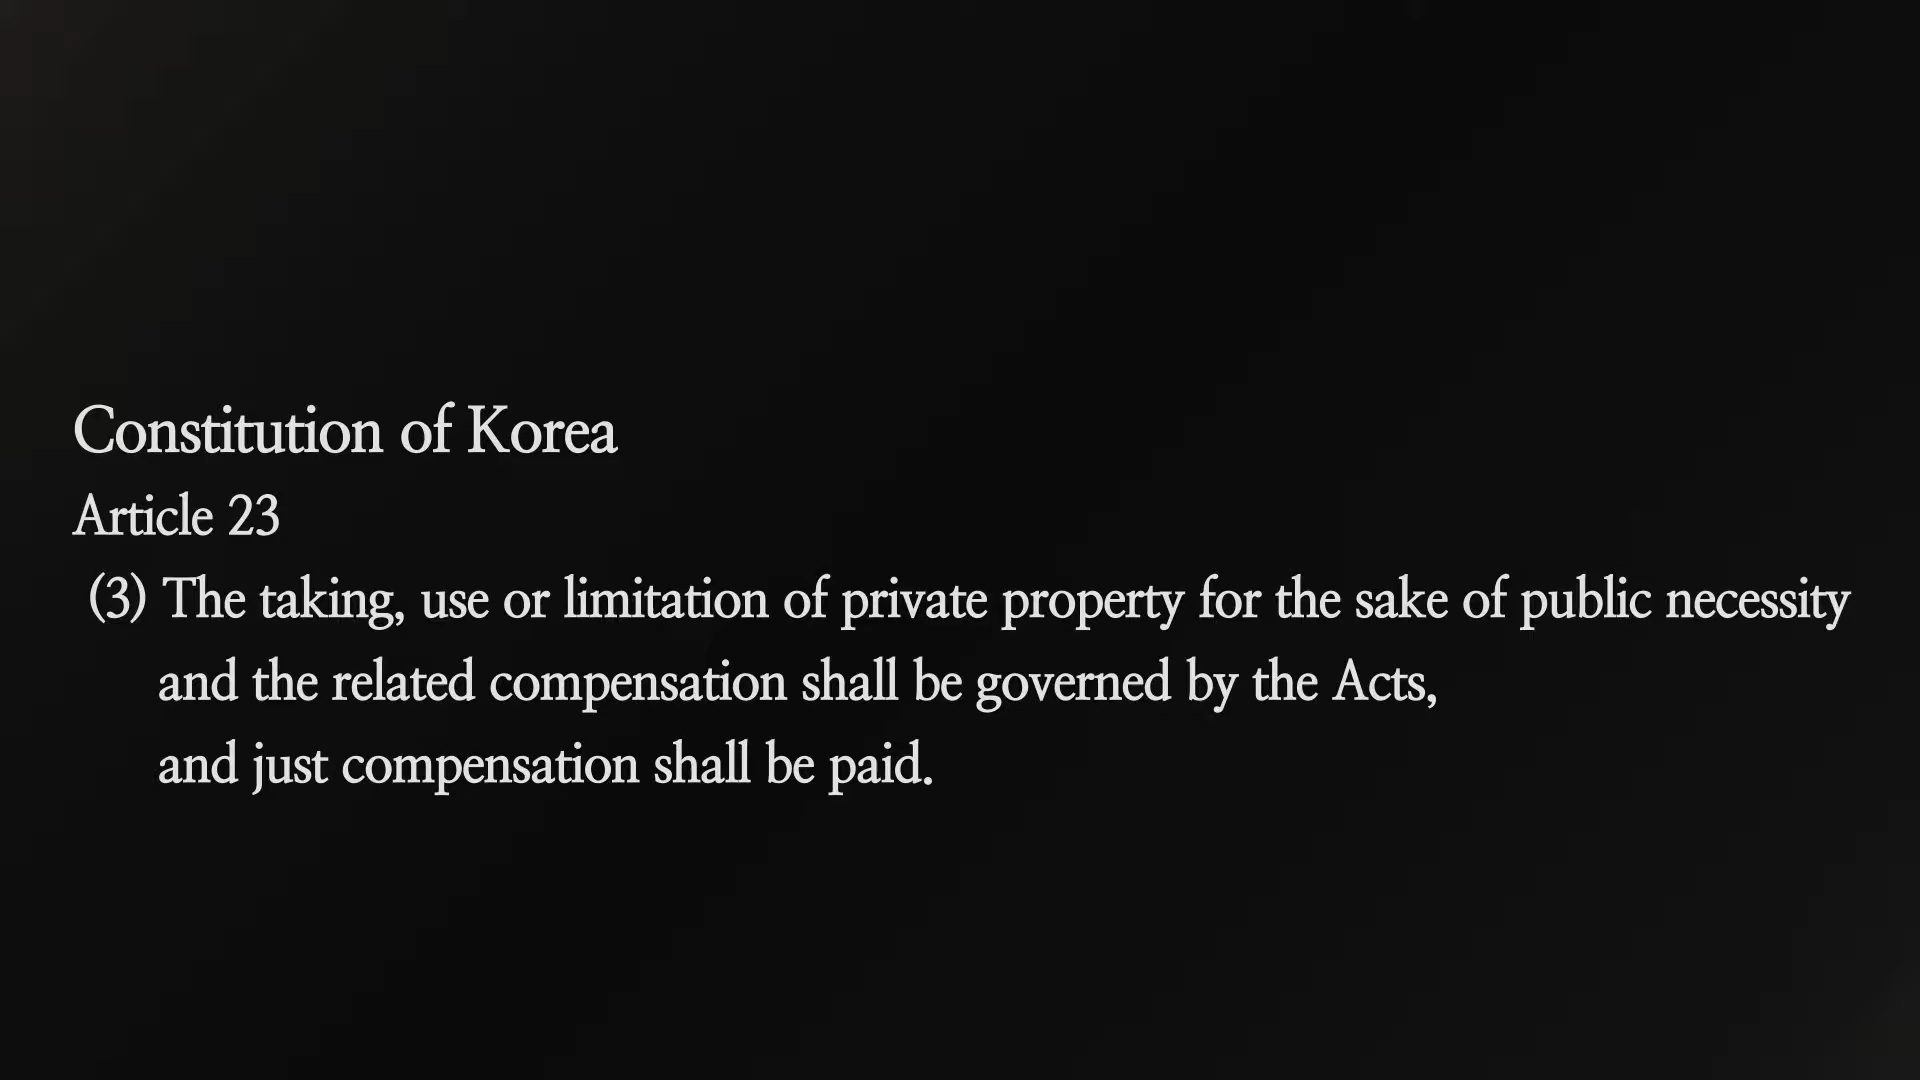 Constitution of Korea
Article 23
(3) The taking, use or limitation of private property for the sake of public necessity
and the related compensation shall be governed by the Acts,
and just compensation shall be paid.